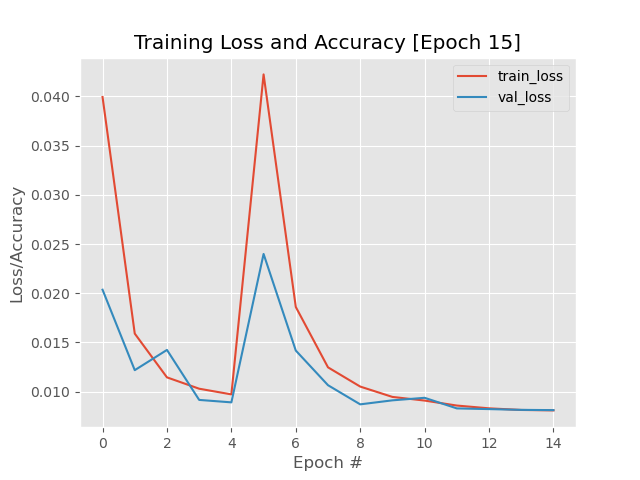 Training Loss and Accuracy [Epoch 15]
train_loss
val_loss
0.040
0.035
0.030
0.025
0.020
0.015
0.010
Loss/Accuracy
0 2 4 6 8 10 12 14
Epoch #